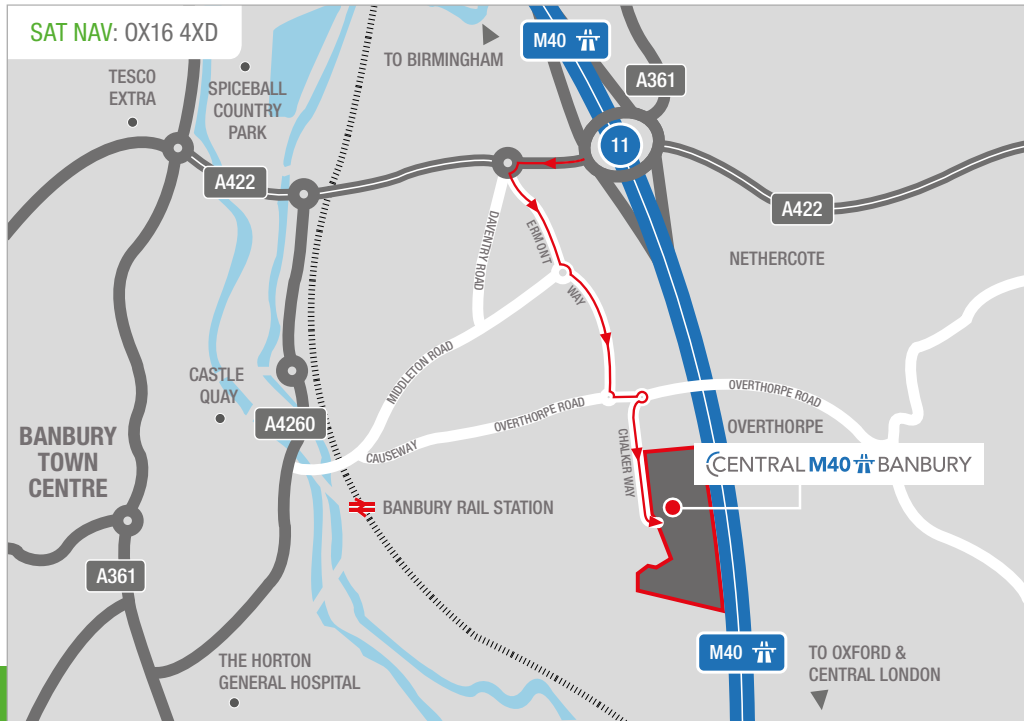 SAT NAV: OX16 4XD
M40
TO BIRMINGHAM
TESCO
EXTRA
SPICEBALL
COUNTRY
PARK
A361
11
A422
A422
DAVENTRY ROAD
ERMONT
WAY
NETHERCOTE
MIDDLETON ROAD
CASTLE
QUAY
OVERTHORPE ROAD
OVERTHORPE ROAD
A4260
CAUSEWAY
CHALKER WAY
OVERTHORPE
BANBURY
TOWN
CENTRE
CENTRAL M40 BANBURY
BANBURY RAIL STATION
A361
M40
TO OXFORD &
CENTRAL LONDON
THE HORTON
GENERAL HOSPITAL